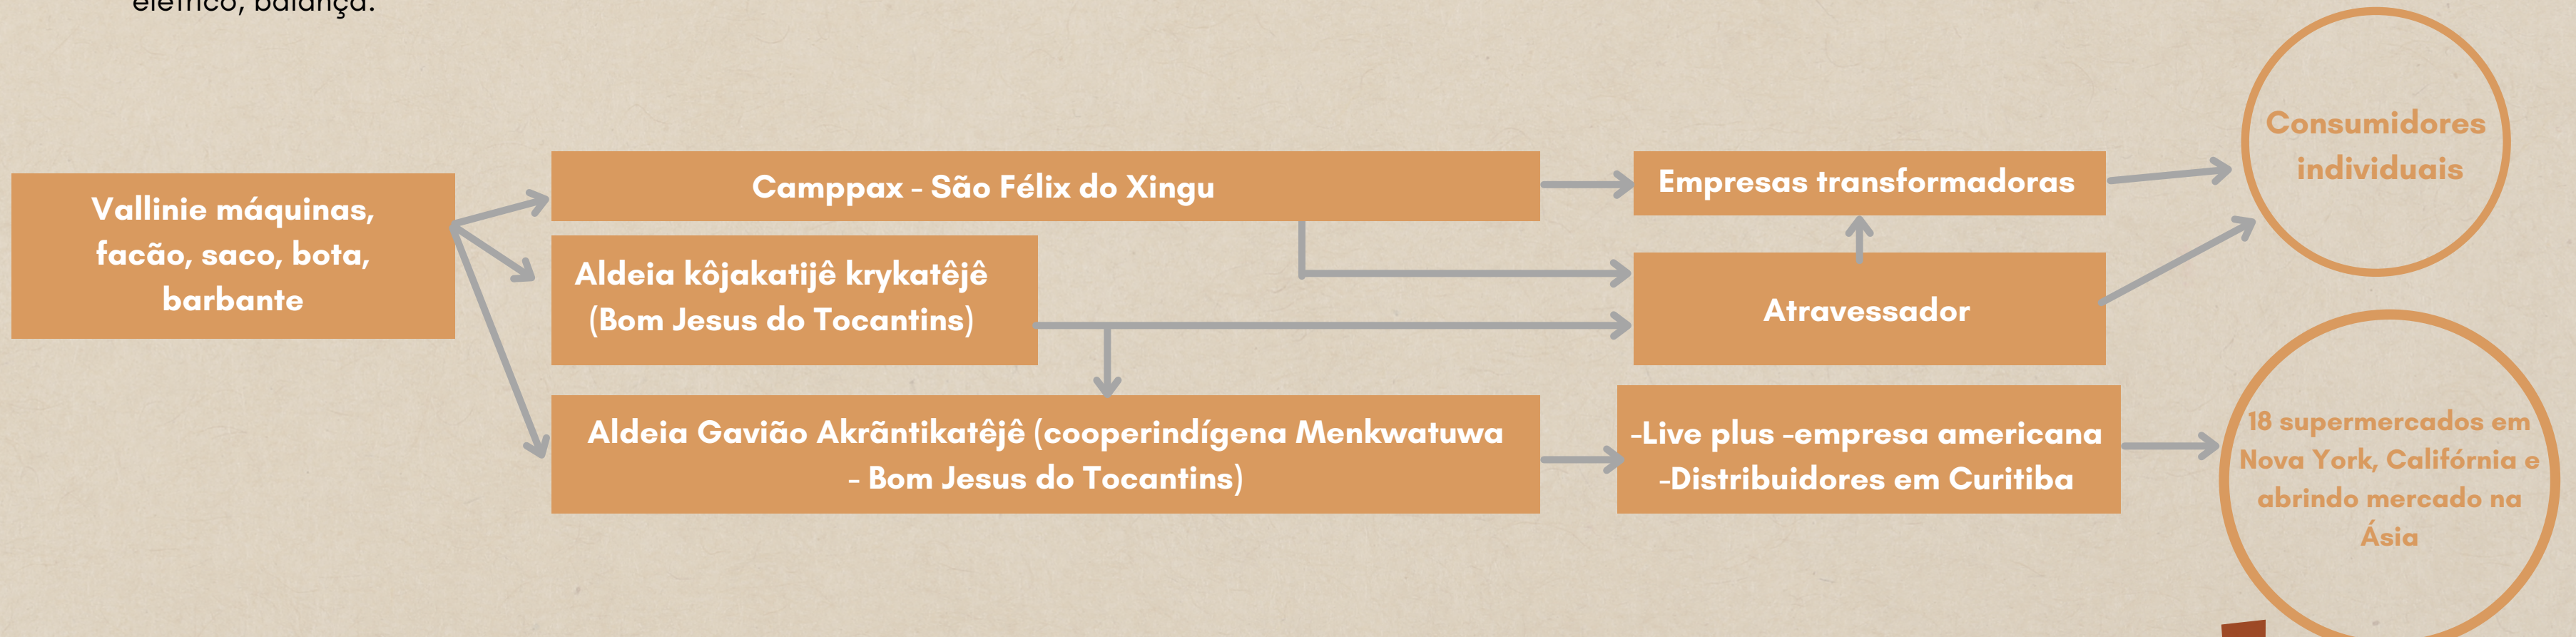 elétrico, balança.
Vallinie máquinas,
facão, saco, bota,
barbante
Camppax - São Félix do Xingu
Aldeia kôjakatijê krykatêjê
(Bom Jesus do Tocantins)
Aldeia Gavião Akrãntikatêjê (cooperindígena Menkwatuwa
- Bom Jesus do Tocantins)
Empresas transformadoras
Atravessador
-Live plus -empresa americana
-Distribuidores em Curitiba
Consumidores
individuais
18 supermercados em
Nova York, Califórnia e
abrindo mercado na
Ásia